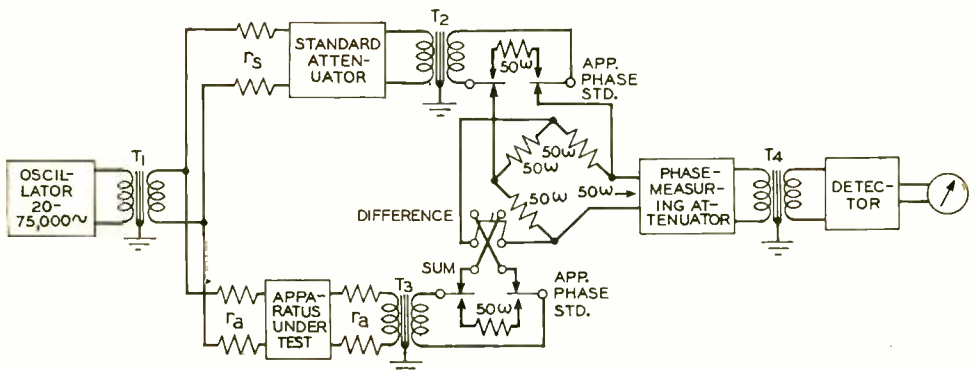 T2
rS
STANDARD
ATTEN-
UATOR
50ω
APP.
PHASE
STD.
T1
OSCIL-
LATOR
20-
75,000~
50ω
50ω
50ω
50ω
PHASE-
MEASUR-
ING AT-
TENUATOR
T4
DETEC-
TOR
DIFFERENCE
SUM
ra
ra
APPA-
RATUS
UNDER
TEST
ra
T3
50ω
APP.
PHASE
STD.